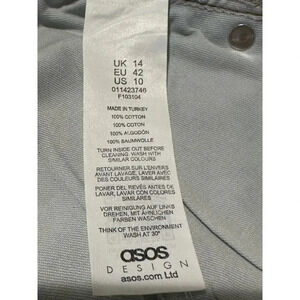 UK 14
EU 42
US 10
011423746
F103104
MADE IN TURKEY
100% COTTON
100% COTON
100% ALGODÓN
100% BAUMWOLLE
TURN INSIDE OUT BEFORE
CLEANING. WASH WITH
SIMILAR COLOURS
RETOURNER SUR L'ENVERS
AVANT LAVAGE, LAVER AVEC
DES COULEURS SIMILAIRES
PONER DEL REVÉS ANTES DE
LAVAR, LAVAR CON COLORES
SIMILARES
VOR REINIGUNG AUF LINKS
DREHEN, MIT ÄHNLICHEN
FARBEN WASCHEN
THINK OF THE ENVIRONMENT
WASH AT 30°
asos
DESIGN
asos.com Ltd